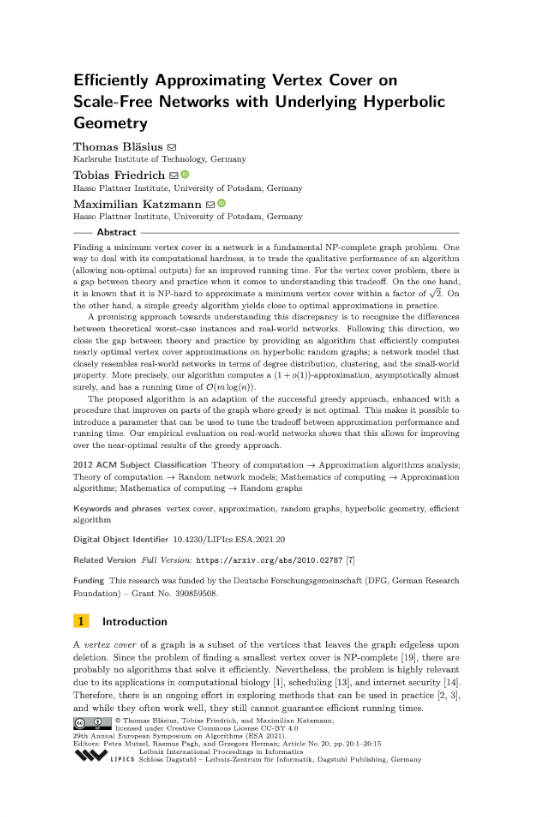 Efficiently Approximating Vertex Cover on
Scale-Free Networks with Underlying Hyperbolic
Geometry
Thomas Bläsius
Karlsruhe Institute of Technology, Germany
Tobias Friedrich
Hasso Plattner Institute, University of Potsdam, Germany
Maximilian Katzmann
Hasso Plattner Institute, University of Potsdam, Germany
Abstract
Finding a minimum vertex cover in a network is a fundamental NP-complete graph problem. One
way to deal with its computational hardness, is to trade the qualitative performance of an algorithm
(allowing non-optimal outputs) for an improved running time. For the vertex cover problem, there is
a gap between theory and practice when it comes to understanding this tradeoff. On the one hand,
it is known that it is NP-hard to approximate a minimum vertex cover within a factor of √2. On
the other hand, a simple greedy algorithm yields close to optimal approximations in practice.
A promising approach towards understanding this discrepancy is to recognize the differences
between theoretical worst-case instances and real-world networks. Following this direction, we
close the gap between theory and practice by providing an algorithm that efficiently computes
nearly optimal vertex cover approximations on hyperbolic random graphs; a network model that
closely resembles real-world networks in terms of degree distribution, clustering, and the small-world
property. More precisely, our algorithm computes a (1 + o(1))-approximation, asymptotically almost
surely, and has a running time of O(m log(n)).
The proposed algorithm is an adaption of the successful greedy approach, enhanced with a
procedure that improves on parts of the graph where greedy is not optimal. This makes it possible to
introduce a parameter that can be used to tune the tradeoff between approximation performance and
running time. Our empirical evaluation on real-world networks shows that this allows for improving
over the near-optimal results of the greedy approach.
2012 ACM Subject Classification Theory of computation → Approximation algorithms analysis;
Theory of computation → Random network models; Mathematics of computing → Approximation
algorithms; Mathematics of computing → Random graphs
Keywords and phrases vertex cover, approximation, random graphs, hyperbolic geometry, efficient
algorithm
Digital Object Identifier 10.4230/LIPIcs.ESA.2021.20
Related Version Full Version: https://arxiv.org/abs/2010.02787 [7]
Funding This research was funded by the Deutsche Forschungsgemeinschaft (DFG, German Research
Foundation) – Grant No. 390859508.
1 Introduction
A vertex cover of a graph is a subset of the vertices that leaves the graph edgeless upon
deletion. Since the problem of finding a smallest vertex cover is NP-complete [19], there are
probably no algorithms that solve it efficiently. Nevertheless, the problem is highly relevant
due to its applications in computational biology [1], scheduling [13], and internet security [14].
Therefore, there is an ongoing effort in exploring methods that can be used in practice [2, 3],
and while they often work well, they still cannot guarantee efficient running times.
© Thomas Bläsius, Tobias Friedrich, and Maximilian Katzmann;
licensed under Creative Commons License CC-BY 4.0
29th Annual European Symposium on Algorithms (ESA 2021).
Editors: Petra Mutzel, Rasmus Pagh, and Grzegorz Herman; Article No. 20; pp. 20:1–20:15
Leibniz International Proceedings in Informatics
LIPICS Schloss Dagstuhl – Leibniz-Zentrum für Informatik, Dagstuhl Publishing, Germany